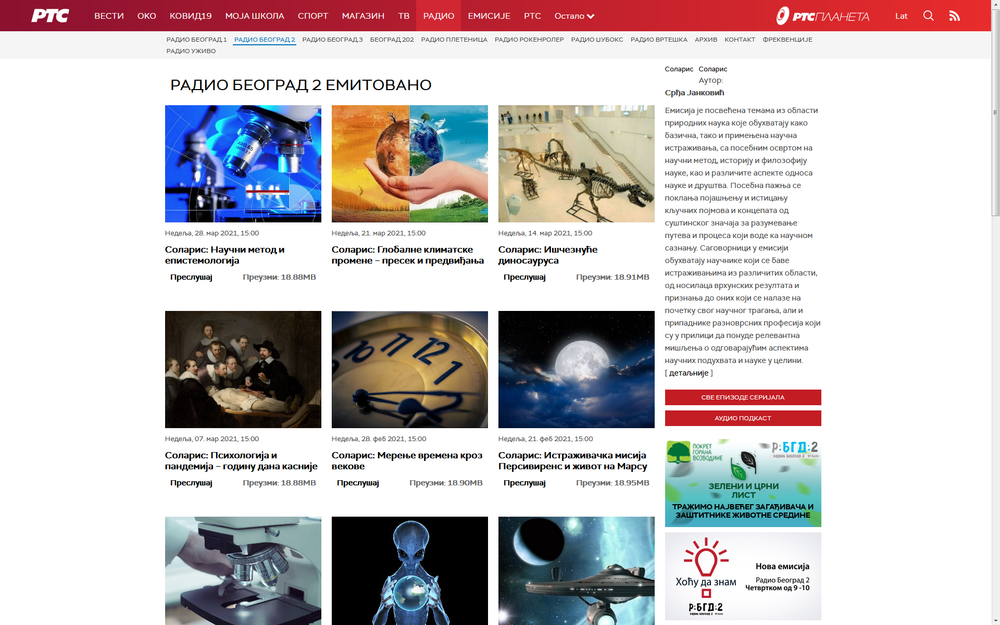 РТС
ВЕСТИ ОКО КОВИД19 МОЈА ШКОЛА СПОРТ МАГАЗИН ТВ РАДИО ЕМИСИЈЕ РТС Остало
РТС ПЛАНЕТА Lat
РАДИО БЕОГРАД 1 РАДИО БЕОГРАД 2 РАДИО БЕОГРАД 3 БЕОГРАД 202 РАДИО ПЛЕТЕНИЦА РАДИО РОКЕНРОЛЕР РАДИО ЏУБОКС РАДИО ВРТЕШКА АРХИВ КОНТАКТ ФРЕКВЕНЦИЈЕ
РАДИО УЖИВО
РАДИО БЕОГРАД 2 ЕМИТОВАНО
40/0,65
160/0.17
Недеља, 28. мар 2021, 15:00
Соларис: Научни метод и
епистемологија
Преслушај Преузми: 18.88MB
Недеља, 21. мар 2021, 15:00
Соларис: Глобалне климатске
промене – пресек и предвиђања
Недеља, 14. мар 2021, 15:00
Соларис: Ишчезнуће
диносауруса
Преслушај Преузми: 18.91MB
10 11 12 1
Недеља, 07. мар 2021, 15:00
Соларис: Психологија и
пандемија – годину дана касније
Преслушај Преузми: 18.88MB
Недеља, 28. феб 2021, 15:00
Соларис: Мерење времена кроз
векове
Преслушај Преузми: 18.90MB
Недеља, 21. феб 2021, 15:00
Соларис: Истраживачка мисија
Персивиренс и живот на Марсу
Преслушај Преузми: 18.95MB
Соларис Соларис
Аутор:
Срђа Јанковић
Емисија је посвећена темама из области
природних наука које обухватају како
базична, тако и примењена научна
истраживања, са посебним освртом на
научни метод, историју и филозофију
науке, као и различите аспекте односа
науке и друштва. Посебна пажња се
поклања појашњењу и истицању
кључних појмова и концепата од
суштинског значаја за разумевање
путева и процеса који воде ка научном
сазнању. Саговорници у емисији
обухватају научнике који се баве
истраживањима из различитих области,
од носилаца врхунских резултата и
признања до оних који се налазе на
почетку свог научног трагања, али и
припаднике разноврсних професија који
су у прилици да понуде релевантна
мишљења о одговарајућим аспектима
научних подухвата и науке у целини.
[ детаљније ]
СВЕ ЕПИЗОДЕ СЕРИЈАЛА
АУДИО ПОДКАСТ
ПОКРЕТ
ГОРАНА
ВОЈВОДИНЕ
Р:БГД:2
радио београд 2 97.6mHz
ЗЕЛЕНИ И ЦРНИ
ЛИСТ
ТРАЖИМО НАЈВЕЋЕГ ЗАГАЂИВАЧА И
ЗАШТИТНИКЕ ЖИВОТНЕ СРЕДИНЕ
Хоћу да знам
Нова емисија
Радио Београд 2
Четвртком од 9 -10
Р:БГД:2
радио београд 2 97.6mHz